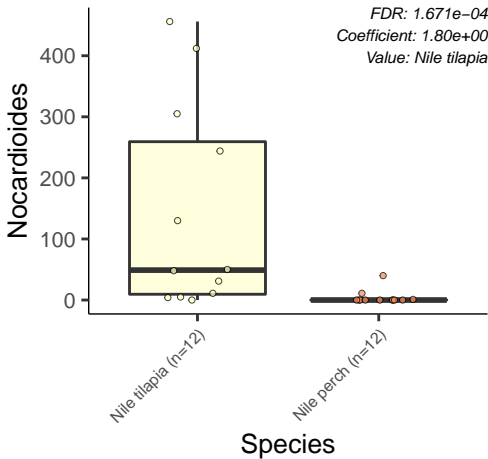 FDR: 1.671e−04
Coefficient: 1.80e+00
Value: Nile tilapia
Nocardioides
400
300
200
100
0
Nile tilapia (n=12)
Nile perch (n=12)
Species